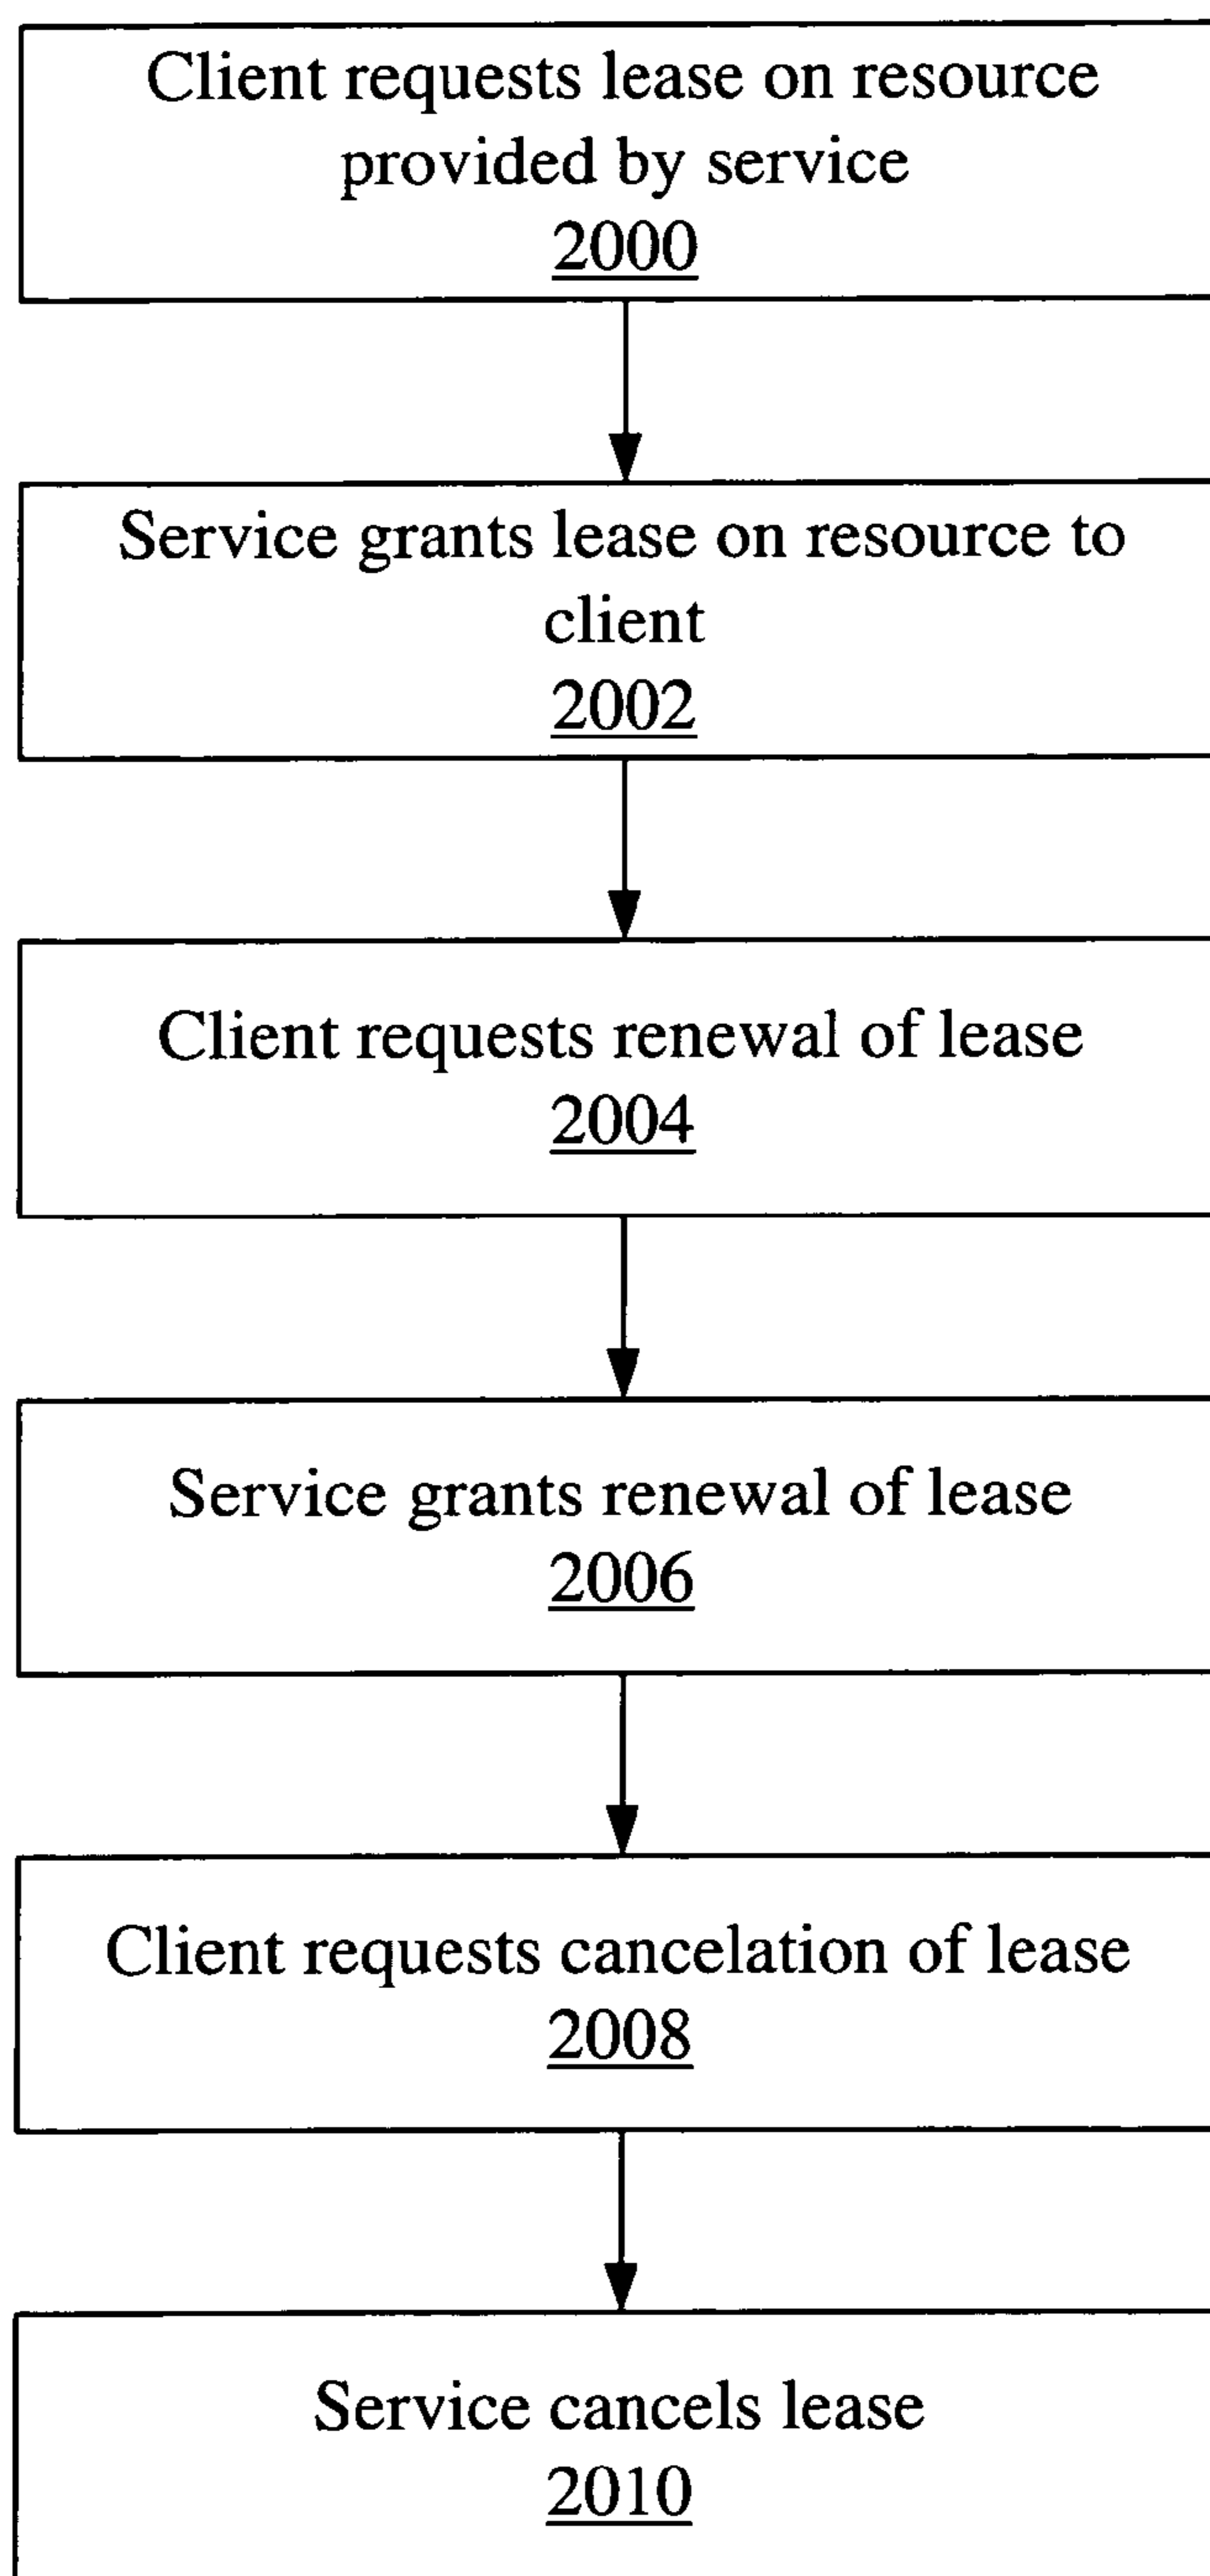 Client requests lease on resource
provided by service
2000
Service grants lease on resource to
client
2002
Client requests renewal of lease
2004
Service grants renewal of lease
2006
Client requests cancelation of lease
2008
Service cancels lease
2010